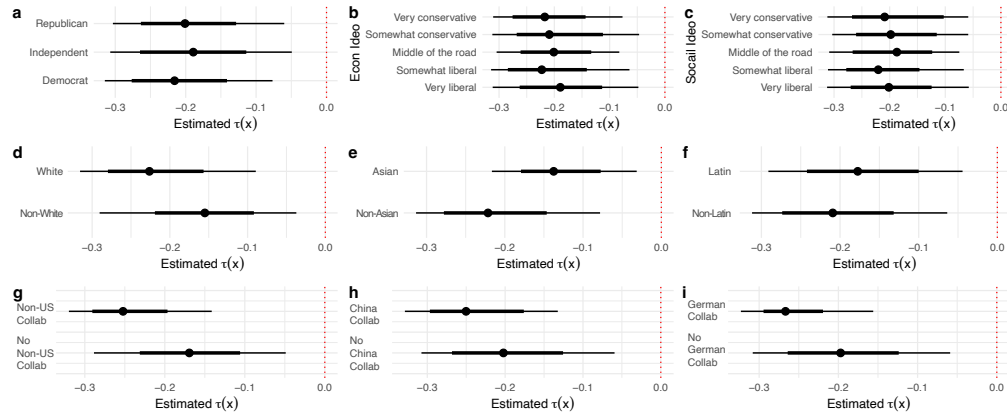 a
Republican
Independent
Democrat
−0.3 −0.2 −0.1 0.0
Estimated τ(x)
b
Econ Ideo
Very conservative
Somewhat conservative
Middle of the road
Somewhat liberal
Very liberal
−0.3 −0.2 −0.1 0.0
Estimated τ(x)
c
Socail Ideo
Very conservative
Somewhat conservative
Middle of the road
Somewhat liberal
Very liberal
−0.3 −0.2 −0.1 0.0
Estimated τ(x)
d
White
Non-White
−0.3 −0.2 −0.1 0.0
Estimated τ(x)
e
Asian
Non-Asian
−0.3 −0.2 −0.1 0.0
Estimated τ(x)
f
Latin
Non-Latin
−0.3 −0.2 −0.1 0.0
Estimated τ(x)
g
Non-US
Collab
No
Non-US
Collab
−0.3 −0.2 −0.1 0.0
Estimated τ(x)
h
China
Collab
No
China
Collab
−0.3 −0.2 −0.1 0.0
Estimated τ(x)
i
German
Collab
No
German
Collab
−0.3 −0.2 −0.1 0.0
Estimated τ(x)